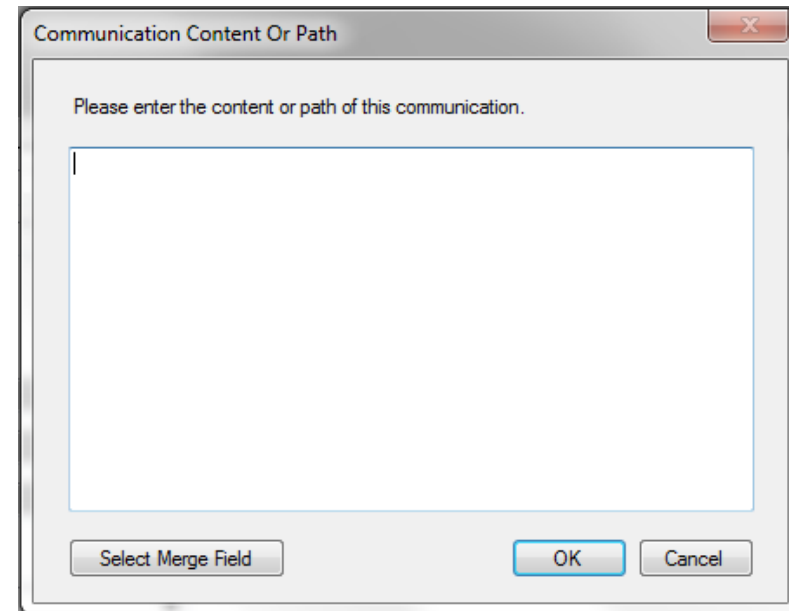 Communication Content Or Path
Please enter the content or path of this communication.
Select Merge Field
OK
Cancel